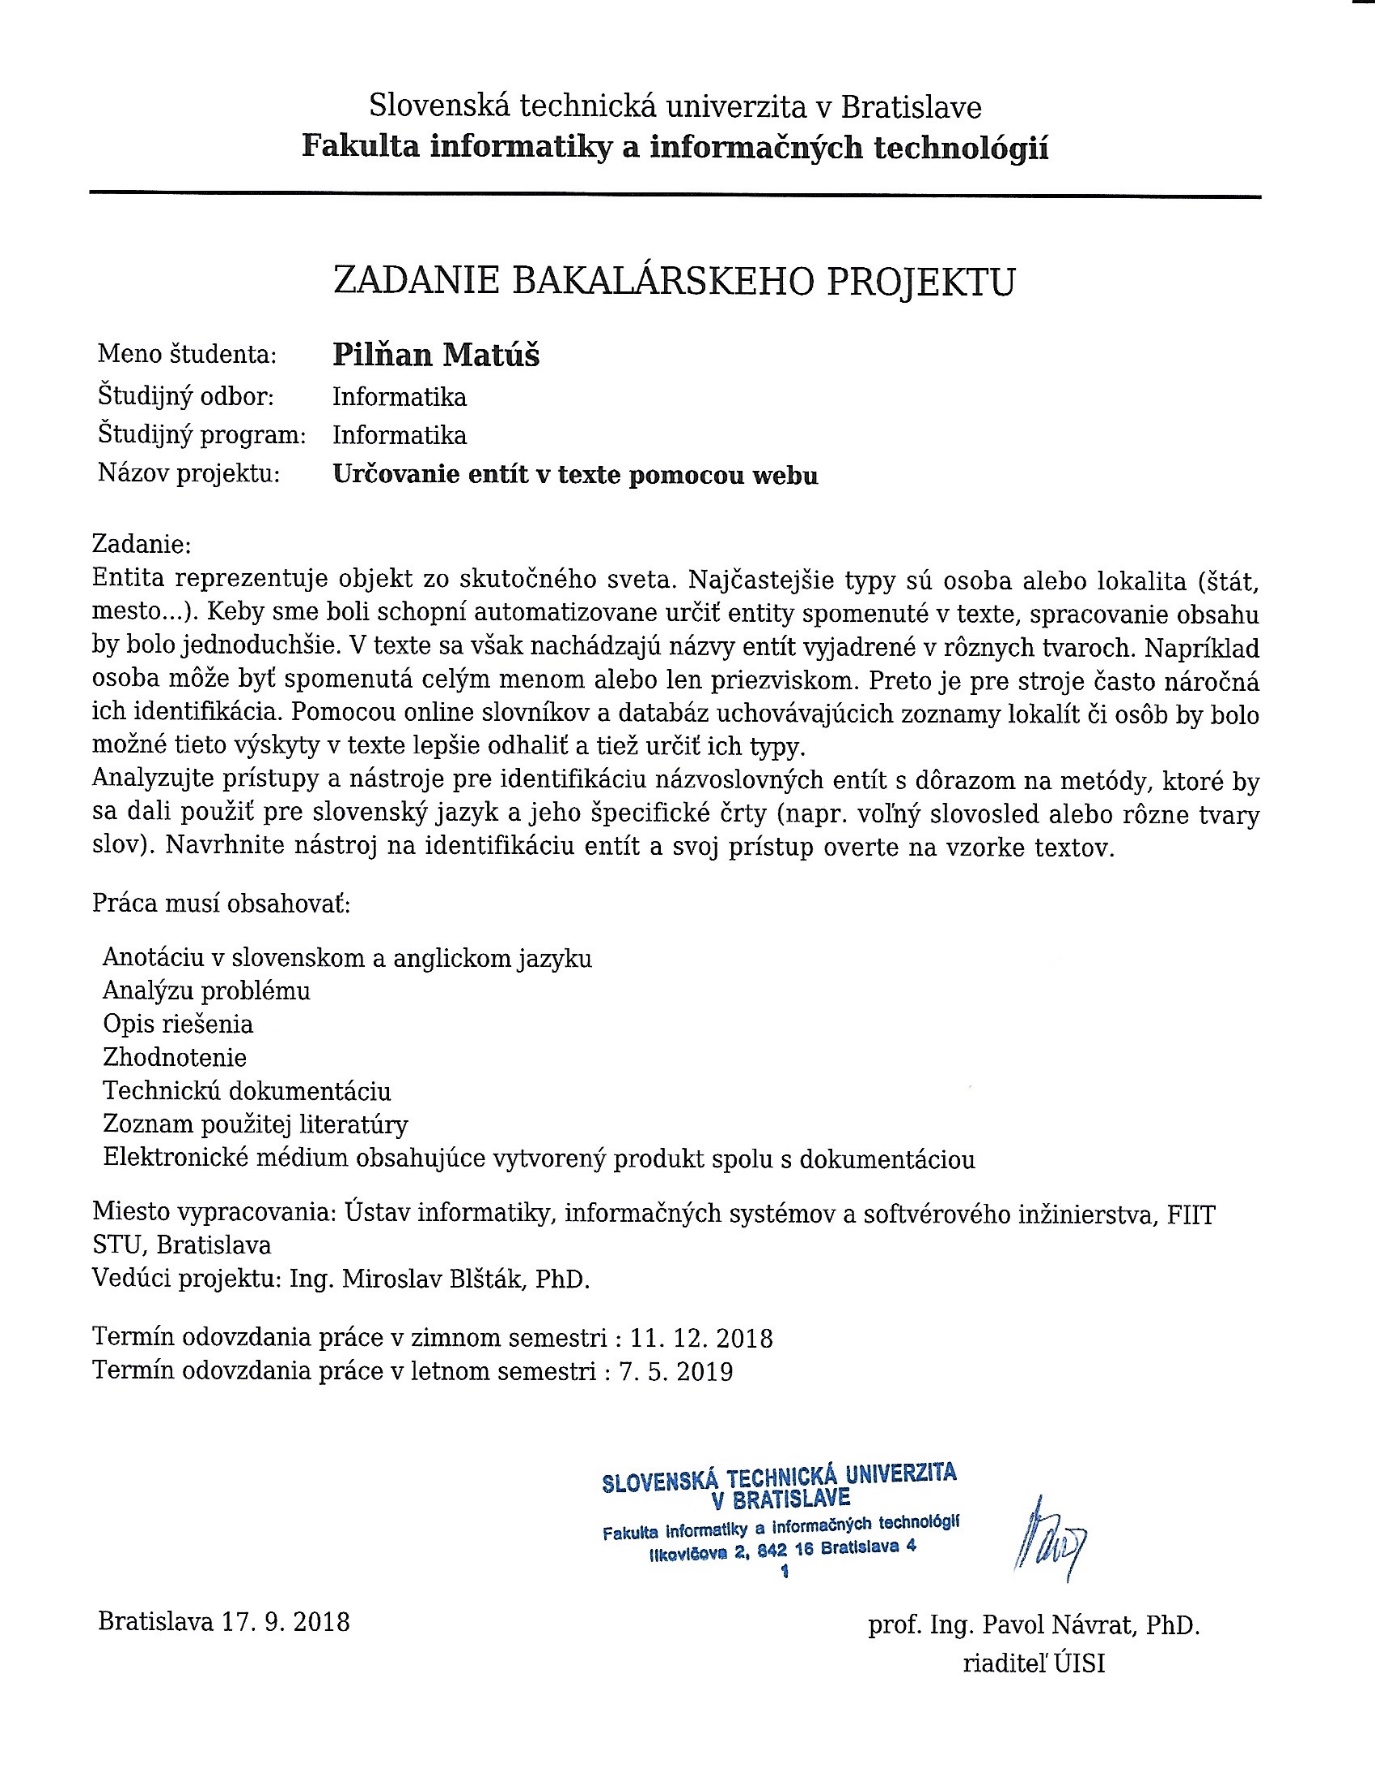 Slovenská technická univerzita v Bratislave
Fakulta informatiky a informačných technológií
ZADANIE BAKALÁRSKEHO PROJEKTU
Meno študenta: Pilňan Matúš
Študijný odbor: Informatika
Študijný program: Informatika
Názov projektu: Určovanie entít v texte pomocou webu
Zadanie:
Entita reprezentuje objekt zo skutočného sveta. Najčastejšie typy sú osoba alebo lokalita (štát,
mesto...). Keby sme boli schopní automatizovane určiť entity spomenuté v texte, spracovanie obsahu
by bolo jednoduchšie. V texte sa však nachádzajú názvy entít vyjadrené v rôznych tvaroch. Napríklad
osoba môže byť spomenutá celým menom alebo len priezviskom. Preto je pre stroje často náročná
ich identifikácia. Pomocou online slovníkov a databáz uchovávajúcich zoznamy lokalít či osôb by bolo
možné tieto výskyty v texte lepšie odhaliť a tiež určiť ich typy.
Analyzujte prístupy a nástroje pre identifikáciu názvoslovných entít s dôrazom na metódy, ktoré by
sa dali použiť pre slovenský jazyk a jeho špecifické črty (napr. voľný slovosled alebo rôzne tvary
slov). Navrhnite nástroj na identifikáciu entít a svoj prístup overte na vzorke textov.
Práca musí obsahovať:
Anotáciu v slovenskom a anglickom jazyku
Analýzu problému
Opis riešenia
Zhodnotenie
Technickú dokumentáciu
Zoznam použitej literatúry
Elektronické médium obsahujúce vytvorený produkt spolu s dokumentáciou
Miesto vypracovania: Ústav informatiky, informačných systémov a softvérového inžinierstva, FIIT
STU, Bratislava
Vedúci projektu: Ing. Miroslav Blšták, PhD.
Termín odovzdania práce v zimnom semestri : 11. 12. 2018
Termín odovzdania práce v letnom semestri : 7. 5. 2019
SLOVENSKÁ TECHNICKÁ UNIVERZITA
V BRATISLAVE
Fakulta informatiky a informačných technológií
Ilkovičova 2, 842 16 Bratislava 4
1
Bratislava 17. 9. 2018
prof. Ing. Pavol Návrat, PhD.
riaditeľ ÚISI